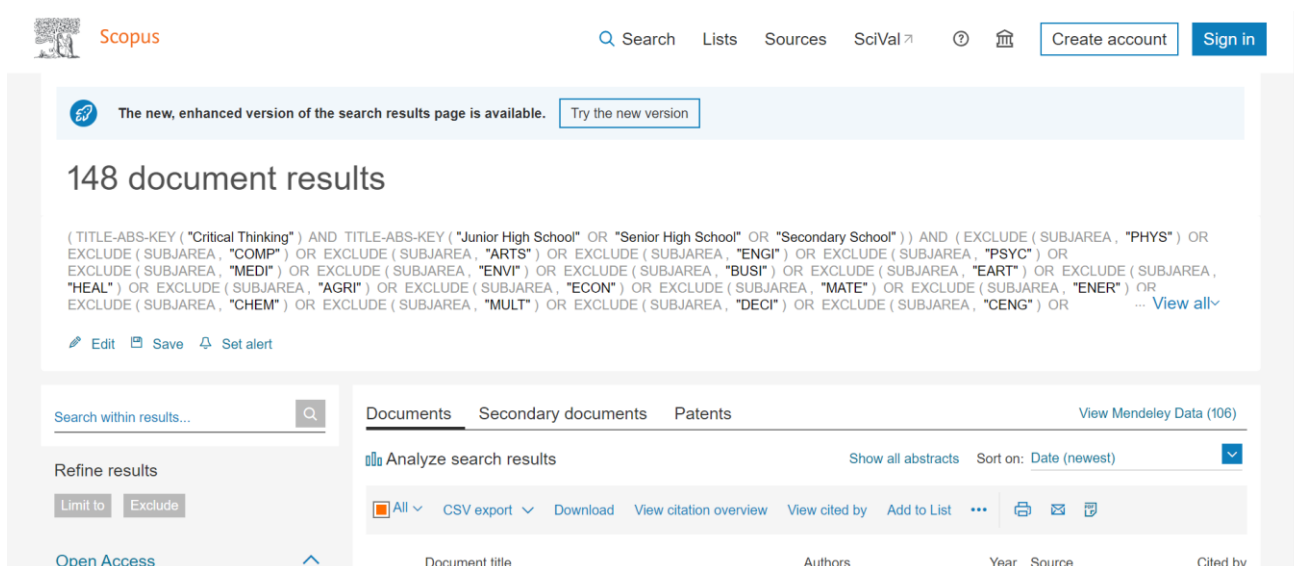 Scopus
Search Lists Sources SciVal Create account Sign in
The new, enhanced version of the search results page is available. Try the new version
148 document results
( TITLE-ABS-KEY ( "Critical Thinking" ) AND TITLE-ABS-KEY ( "Junior High School" OR "Senior High School" OR "Secondary School" ) ) AND ( EXCLUDE ( SUBJAREA , "PHYS" ) OR
EXCLUDE ( SUBJAREA , "COMP" ) OR EXCLUDE ( SUBJAREA , "ARTS" ) OR EXCLUDE ( SUBJAREA , "ENGI" ) OR EXCLUDE ( SUBJAREA , "PSYC" ) OR
EXCLUDE ( SUBJAREA , "MEDI" ) OR EXCLUDE ( SUBJAREA , "ENVI" ) OR EXCLUDE ( SUBJAREA , "BUSI" ) OR EXCLUDE ( SUBJAREA , "EART" ) OR EXCLUDE ( SUBJAREA ,
"HEAL" ) OR EXCLUDE ( SUBJAREA , "AGRI" ) OR EXCLUDE ( SUBJAREA , "ECON" ) OR EXCLUDE ( SUBJAREA , "MATE" ) OR EXCLUDE ( SUBJAREA , "ENER" ) OR
EXCLUDE ( SUBJAREA , "CHEM" ) OR EXCLUDE ( SUBJAREA , "MULT" ) OR EXCLUDE ( SUBJAREA , "DECI" ) OR EXCLUDE ( SUBJAREA , "CENG" ) OR ... View all
Edit Save Set alert
Search within results...
Documents Secondary documents Patents View Mendeley Data (106)
Refine results
Analyze search results Show all abstracts Sort on: Date (newest)
Limit to Exclude
All CSV export Download View citation overview View cited by Add to List •••
Open Access
Document title Authors Year Source Cited by